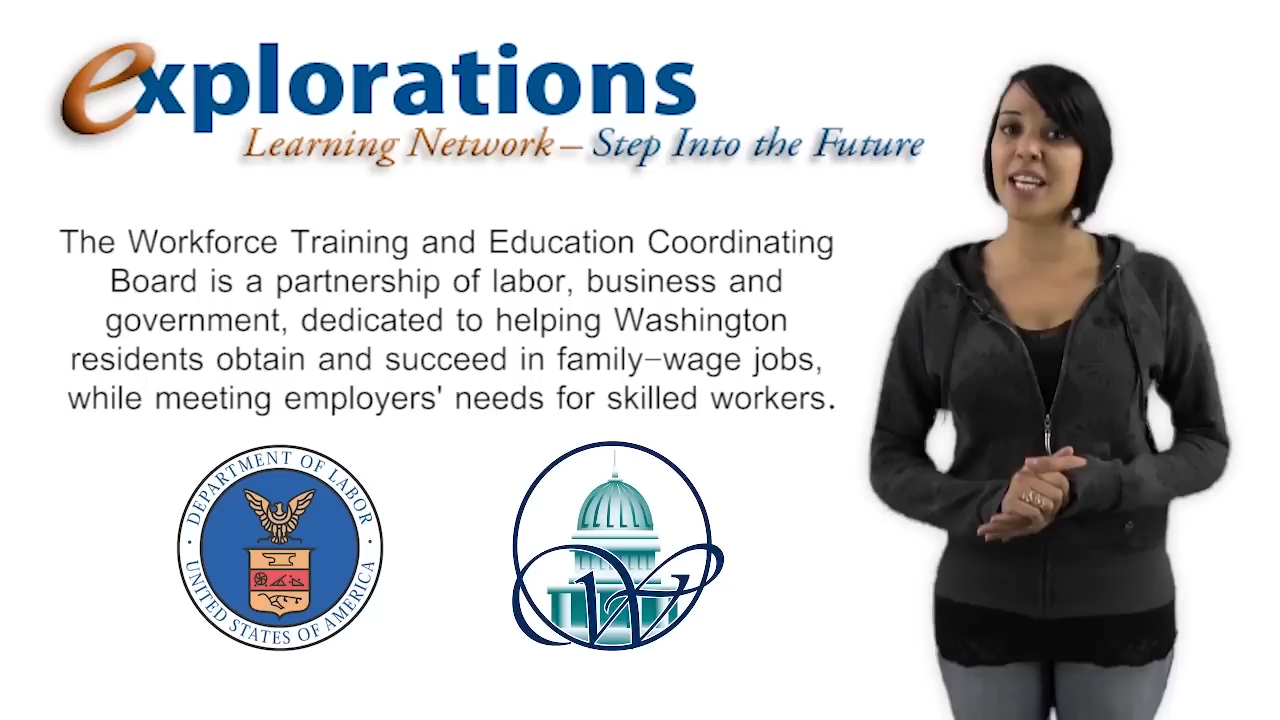 explorations
Learning Network – Step Into the Future
The Workforce Training and Education Coordinating
Board is a partnership of labor, business and
government, dedicated to helping Washington
residents obtain and succeed in family-wage jobs,
while meeting employers' needs for skilled workers.
DEPARTMENT OF LABOR
UNITED STATES OF AMERICA
W